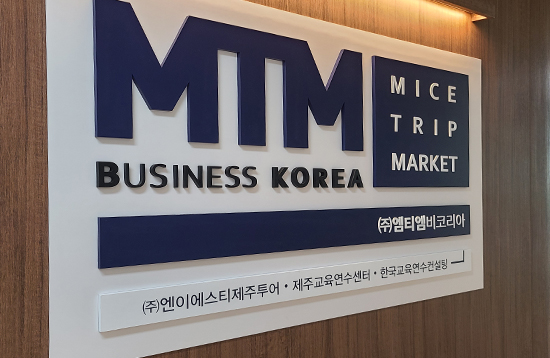 MTM
BUSINESS KOREA
MICE
TRIP
MARKET
㈜엠티엠비코리아
㈜엔이에스티제주투어 • 제주교육연수센터 • 한국교육연수컨설팅